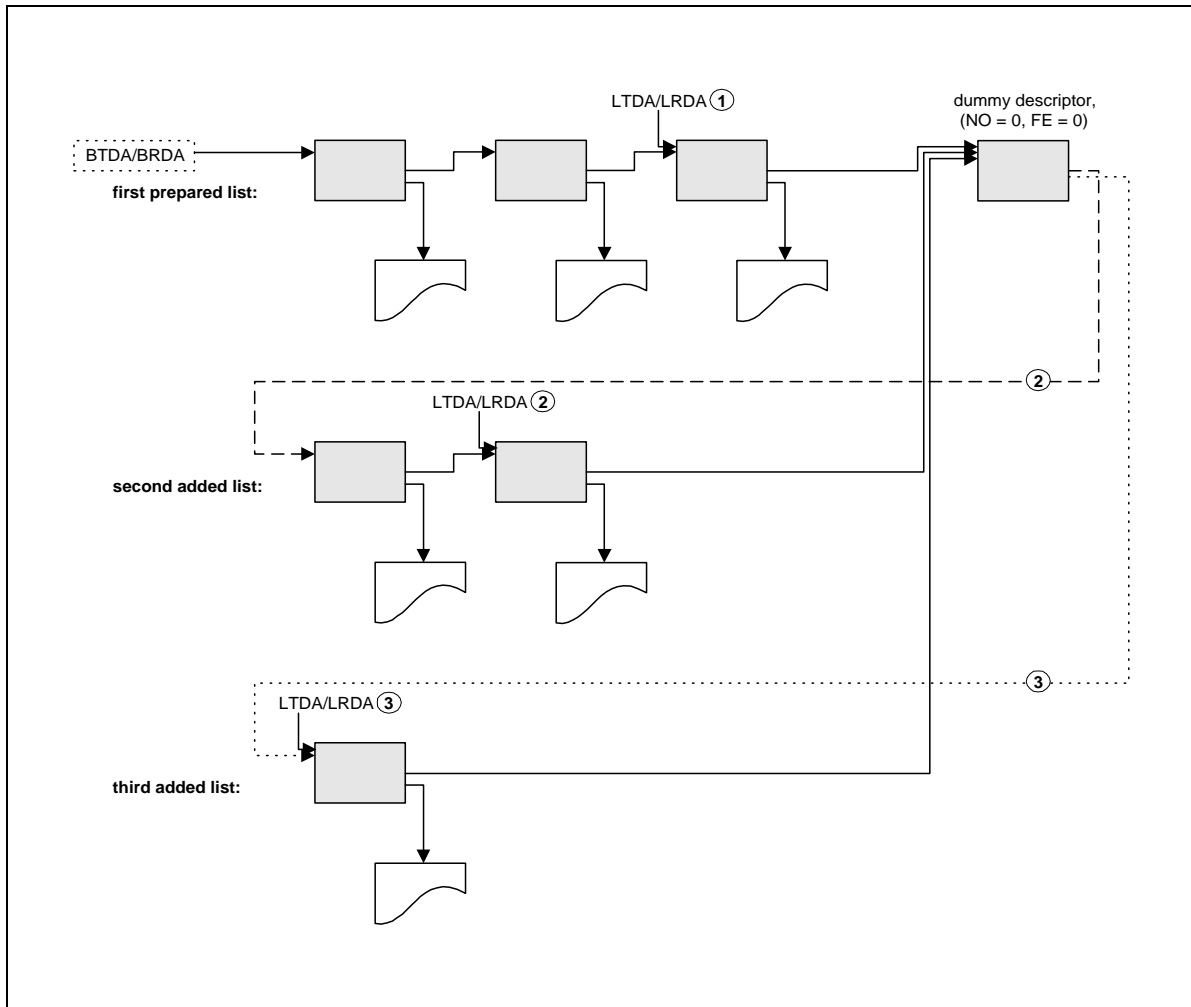 LTDA/LRDA 1
dummy descriptor,
(NO = 0, FE = 0)
BTDA/BRDA
first prepared list:
2
LTDA/LRDA 2
second added list:
3
LTDA/LRDA 3
third added list: